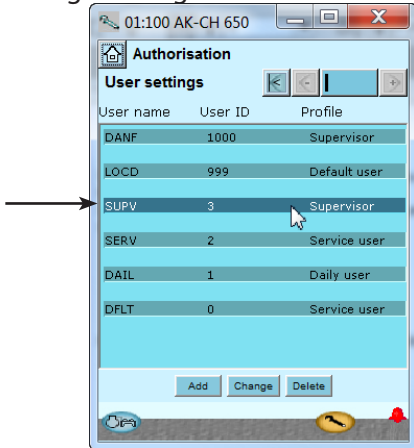 01:100 AK-CH 650
Authorisation
User settings
User name User ID Profile
DANF 1000 Supervisor
LOCD 999 Default user
SUPV 3 Supervisor
SERV 2 Service user
DAIL 1 Daily user
DFLT 0 Service user
Add Change Delete